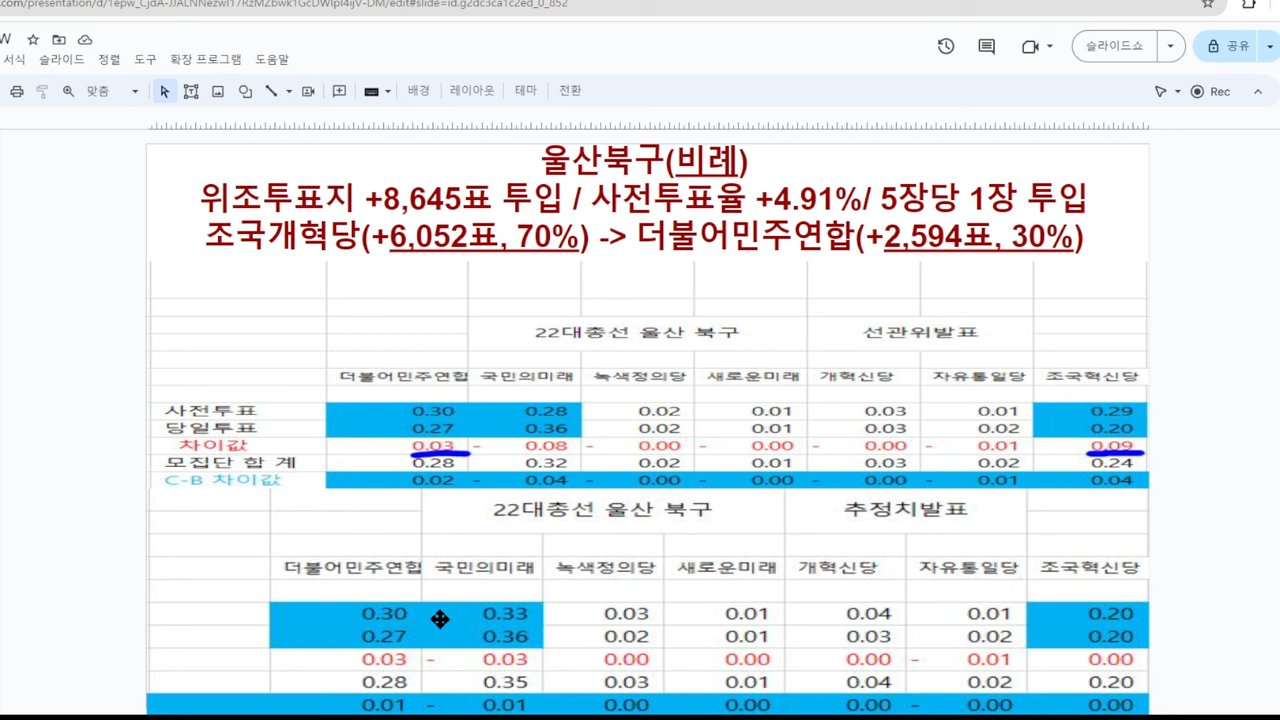 presentation/d/1epw_CjdA-JJALNNezwl17RzMZbwk1GcDWlpl4ijV-DM/edit#slide=id.g2dc3ca1c2ed_0_852
W
서식 슬라이드 정렬 도구 확장 프로그램 도움말
슬라이드쇼
공유
맞춤
배경 레이아웃 테마 전환
Rec
울산북구(비례)
위조투표지 +8,645표 투입 / 사전투표율 +4.91%/ 5장당 1장 투입
조국개혁당(+6,052표, 70%) -> 더불어민주연합(+2,594표, 30%)
22대총선 울산 북구 선관위발표
더불어민주연합 국민의미래 녹색정의당 새로운미래 개혁신당 자유통일당 조국혁신당
사전투표 0.30 0.28 0.02 0.01 0.03 0.01 0.29
당일투표 0.27 0.36 0.02 0.01 0.03 0.02 0.20
차이값 0.03 - 0.08 - 0.00 - 0.00 - 0.00 - 0.01 0.09
모집단 합 계 0.28 0.32 0.02 0.01 0.03 0.02 0.24
C-B 차이값 0.02 - 0.04 - 0.00 - 0.00 - 0.00 - 0.01 0.04
22대총선 울산 북구 추정치발표
더불어민주연합 국민의미래 녹색정의당 새로운미래 개혁신당 자유통일당 조국혁신당
0.30 0.33 0.03 0.01 0.04 0.01 0.20
0.27 0.36 0.02 0.01 0.03 0.02 0.20
0.03 - 0.03 0.00 0.00 0.00 - 0.01 0.00
0.28 0.35 0.03 0.01 0.04 0.02 0.20
0.01 - 0.01 0.00 0.00 0.00 - 0.00 0.00